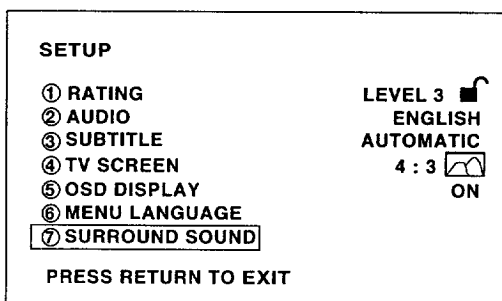 SETUP
① RATING LEVEL 3
② AUDIO ENGLISH
③ SUBTITLE AUTOMATIC
④ TV SCREEN 4 : 3
⑤ OSD DISPLAY ON
⑥ MENU LANGUAGE
⑦ SURROUND SOUND
PRESS RETURN TO EXIT